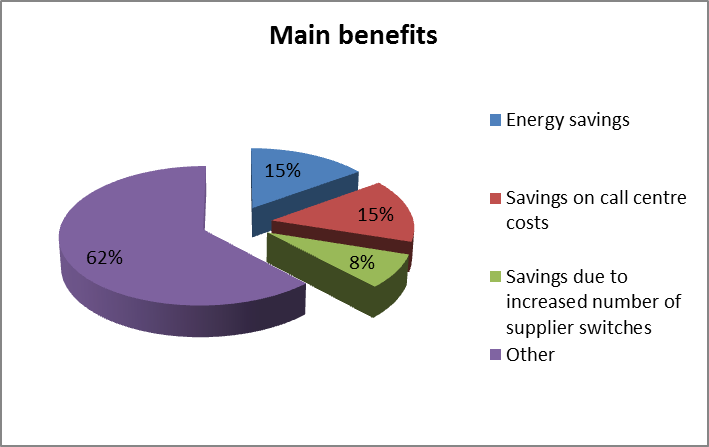 Main benefits
15%
15%
8%
62%
Energy savings
Savings on call centre
costs
Savings due to
increased number of
supplier switches
Other